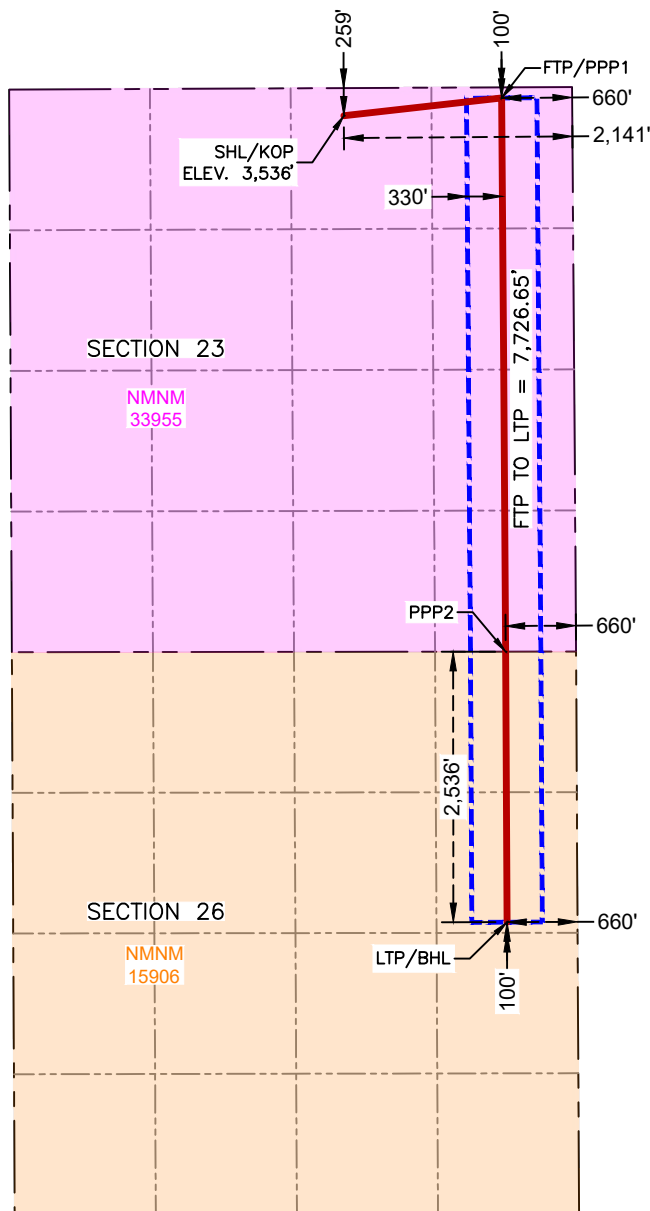 259'
100'
FTP/PPP1
660'
2,141'
SHL/KOP
ELEV. 3,536'
330'
FTP TO LTP = 7,726.65'
SECTION 23
NMNM
33955
PPP2
660'
2,536'
SECTION 26
NMNM
15906
660'
LTP/BHL
100'